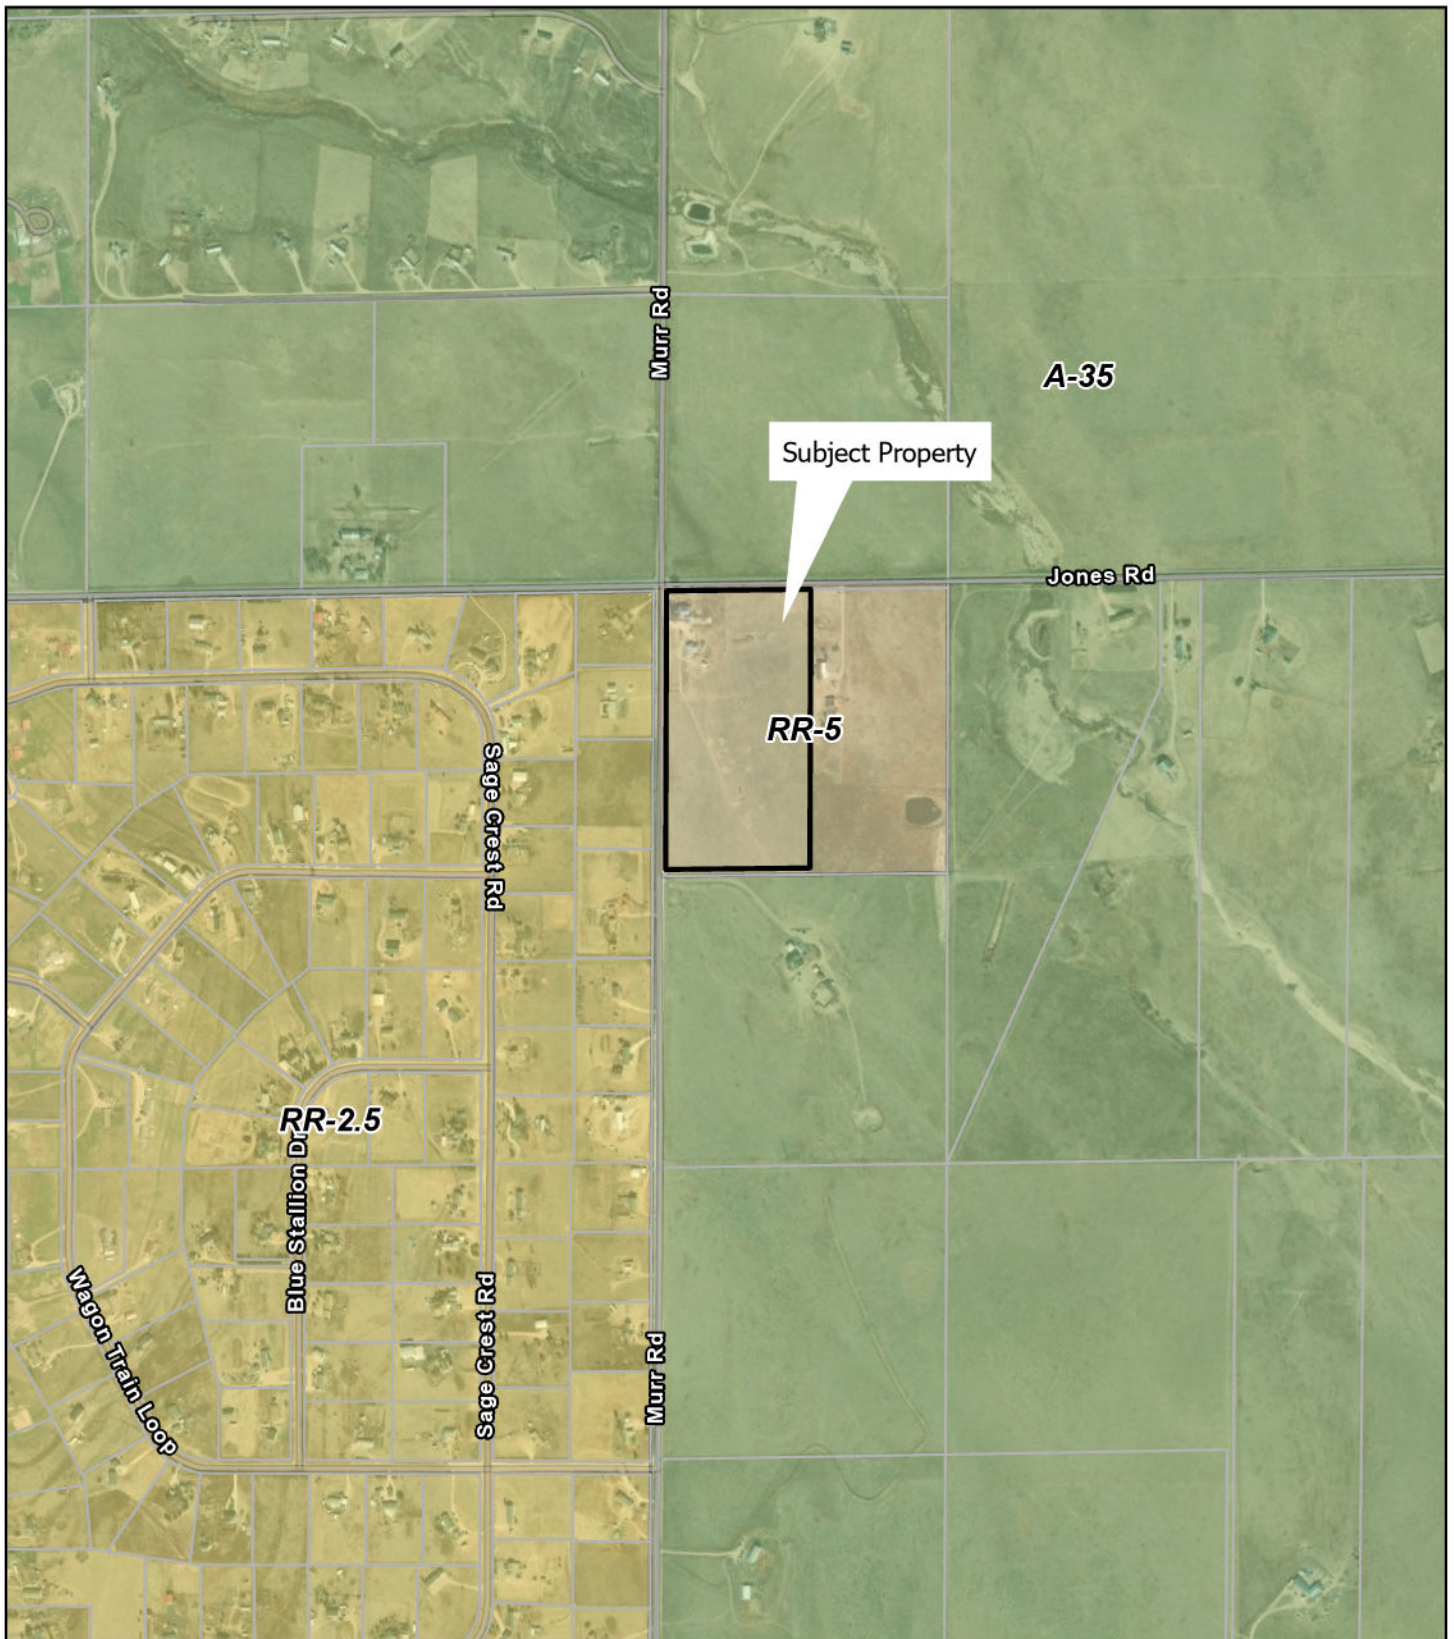 Murr Rd
A-35
Subject Property
Jones Rd
RR-5
Sage Crest Rd
RR-2.5
Blue Stallion Dr
Wagon Train Loop
Sage Crest Rd
Murr Rd